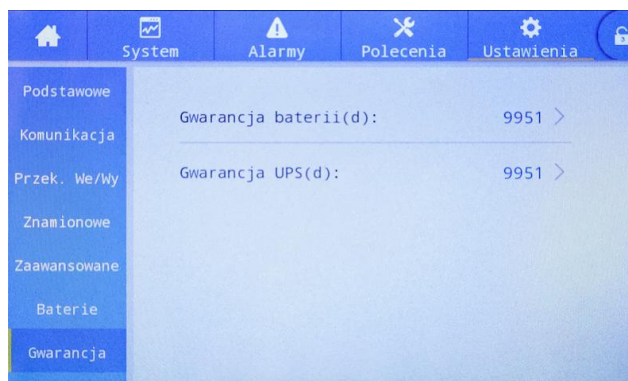 System
Alarmy
Polecenia
Ustawienia
Podstawowe
Komunikacja
Przek. We/Wy
Znamionowe
Zaawansowane
Baterie
Gwarancja
Gwarancja baterii(d): 9951 >
Gwarancja UPS(d): 9951 >